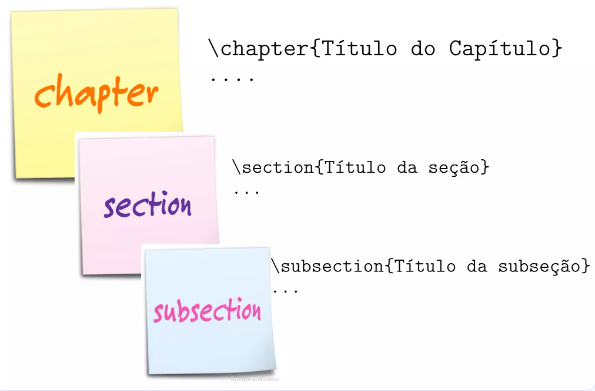 chapter
\chapter{Título do Capítulo}
....
section
\section{Título da seção}
...
subsection
\subsection{Título da subseção}
...